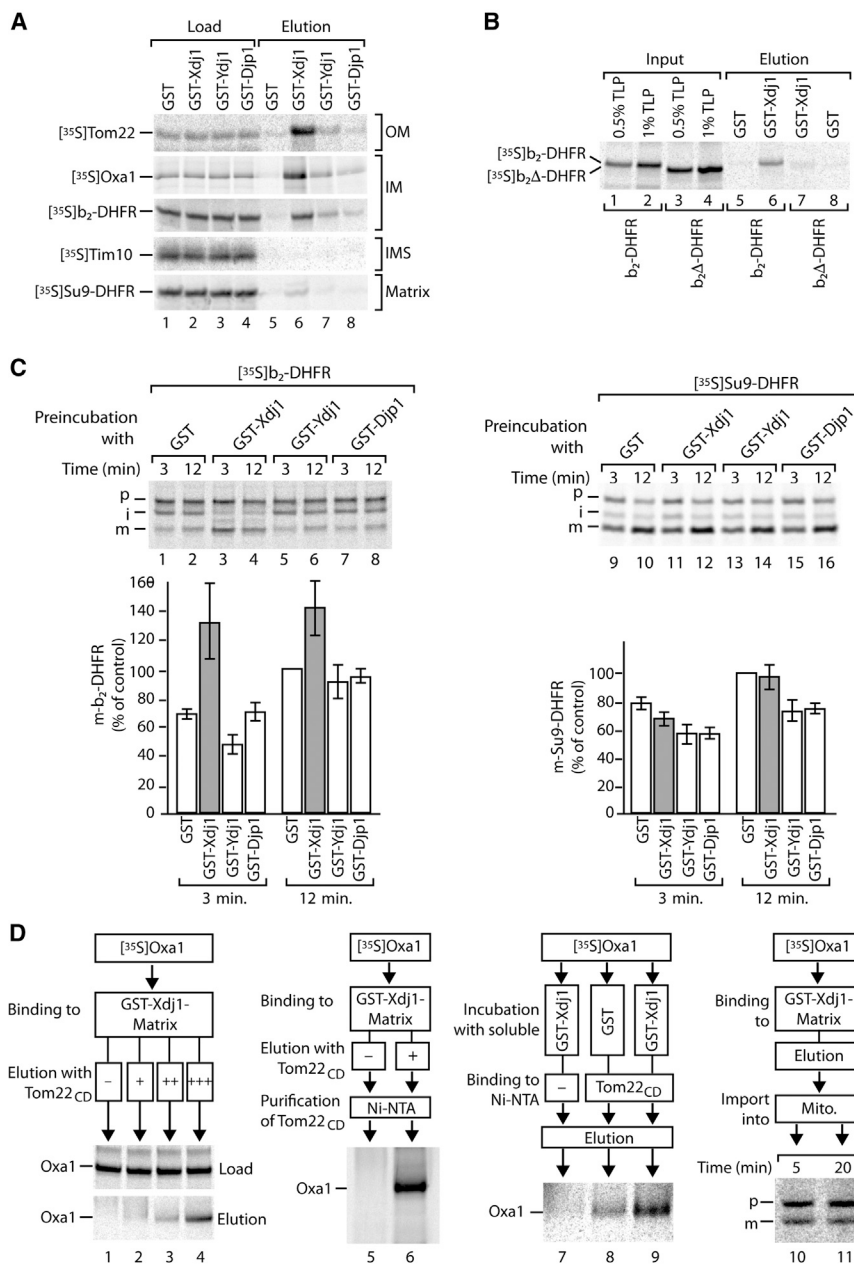 A
Load
Elution
GST
GST-Xdj1
GST-Ydj1
GST-Djp1
GST
GST-Xdj1
GST-Ydj1
GST-Djp1
[³⁵S]Tom22
OM
[³⁵S]Oxa1
IM
[³⁵S]b₂-DHFR
[³⁵S]Tim10
IMS
[³⁵S]Su9-DHFR
Matrix
1 2 3 4 5 6 7 8
B
Input
Elution
0.5% TLP
1% TLP
0.5% TLP
1% TLP
GST
GST-Xdj1
GST-Xdj1
GST
[³⁵S]b₂-DHFR
[³⁵S]b₂Δ-DHFR
1 2 3 4 5 6 7 8
b₂-DHFR
b₂Δ-DHFR
b₂-DHFR
b₂Δ-DHFR
C
[³⁵S]b₂-DHFR
Preincubation
with
GST
GST-Xdj1
GST-Ydj1
GST-Djp1
Time (min) 3 12 3 12 3 12 3 12
p
i
m
1 2 3 4 5 6 7 8
160
140
120
100
80
60
40
20
0
m-b₂-DHFR
(% of control)
GST
GST-Xdj1
GST-Ydj1
GST-Djp1
GST
GST-Xdj1
GST-Ydj1
GST-Djp1
3 min.
12 min.
[³⁵S]Su9-DHFR
Preincubation
with
GST
GST-Xdj1
GST-Ydj1
GST-Djp1
Time (min) 3 12 3 12 3 12 3 12
p
i
m
9 10 11 12 13 14 15 16
100
80
60
40
20
0
m-Su9-DHFR
(% of control)
GST
GST-Xdj1
GST-Ydj1
GST-Djp1
GST
GST-Xdj1
GST-Ydj1
GST-Djp1
3 min.
12 min.
D
[³⁵S]Oxa1
Binding to
GST-Xdj1-
Matrix
Elution with
Tom22CD
− + ++ +++
Oxa1
Load
Oxa1
Elution
1 2 3 4
[³⁵S]Oxa1
Binding to
GST-Xdj1-
Matrix
Elution with
Tom22CD
− +
Purification
of Tom22CD
Ni-NTA
Oxa1
5 6
[³⁵S]Oxa1
Incubation
with soluble
GST-Xdj1
GST
GST-Xdj1
Binding to
Ni-NTA
−
Tom22CD
Elution
Oxa1
7 8 9
[³⁵S]Oxa1
Binding
to
GST-Xdj1-
Matrix
Elution
Import
into
Mito.
Time (min) 5 20
p
m
10 11